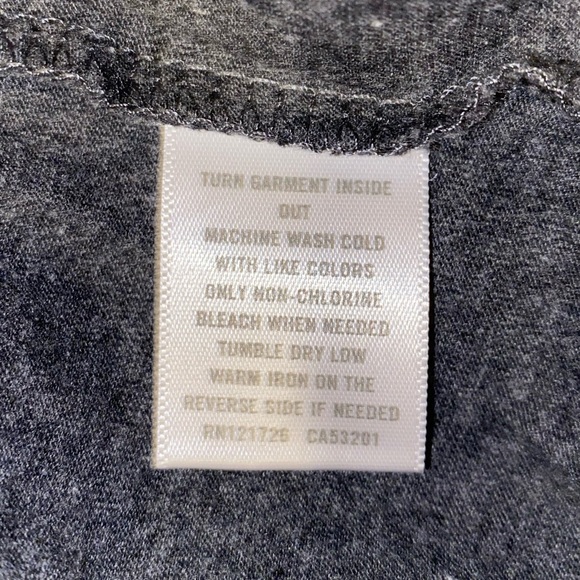 TURN GARMENT INSIDE
OUT
MACHINE WASH COLD
WITH LIKE COLORS
ONLY NON-CHLORINE
BLEACH WHEN NEEDED
TUMBLE DRY LOW
WARM IRON ON THE
REVERSE SIDE IF NEEDED
RN121726 CA53201